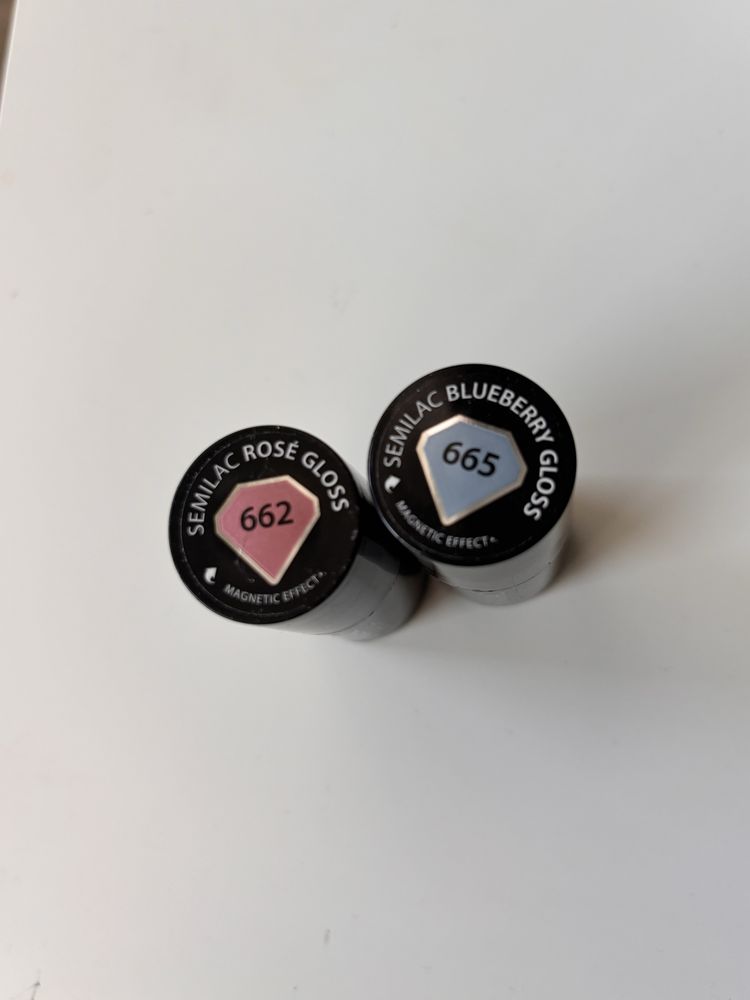 SEMILAC ROSÉ GLOSS
662
MAGNETIC EFFECT
SEMILAC BLUEBERRY GLOSS
665
MAGNETIC EFFECT